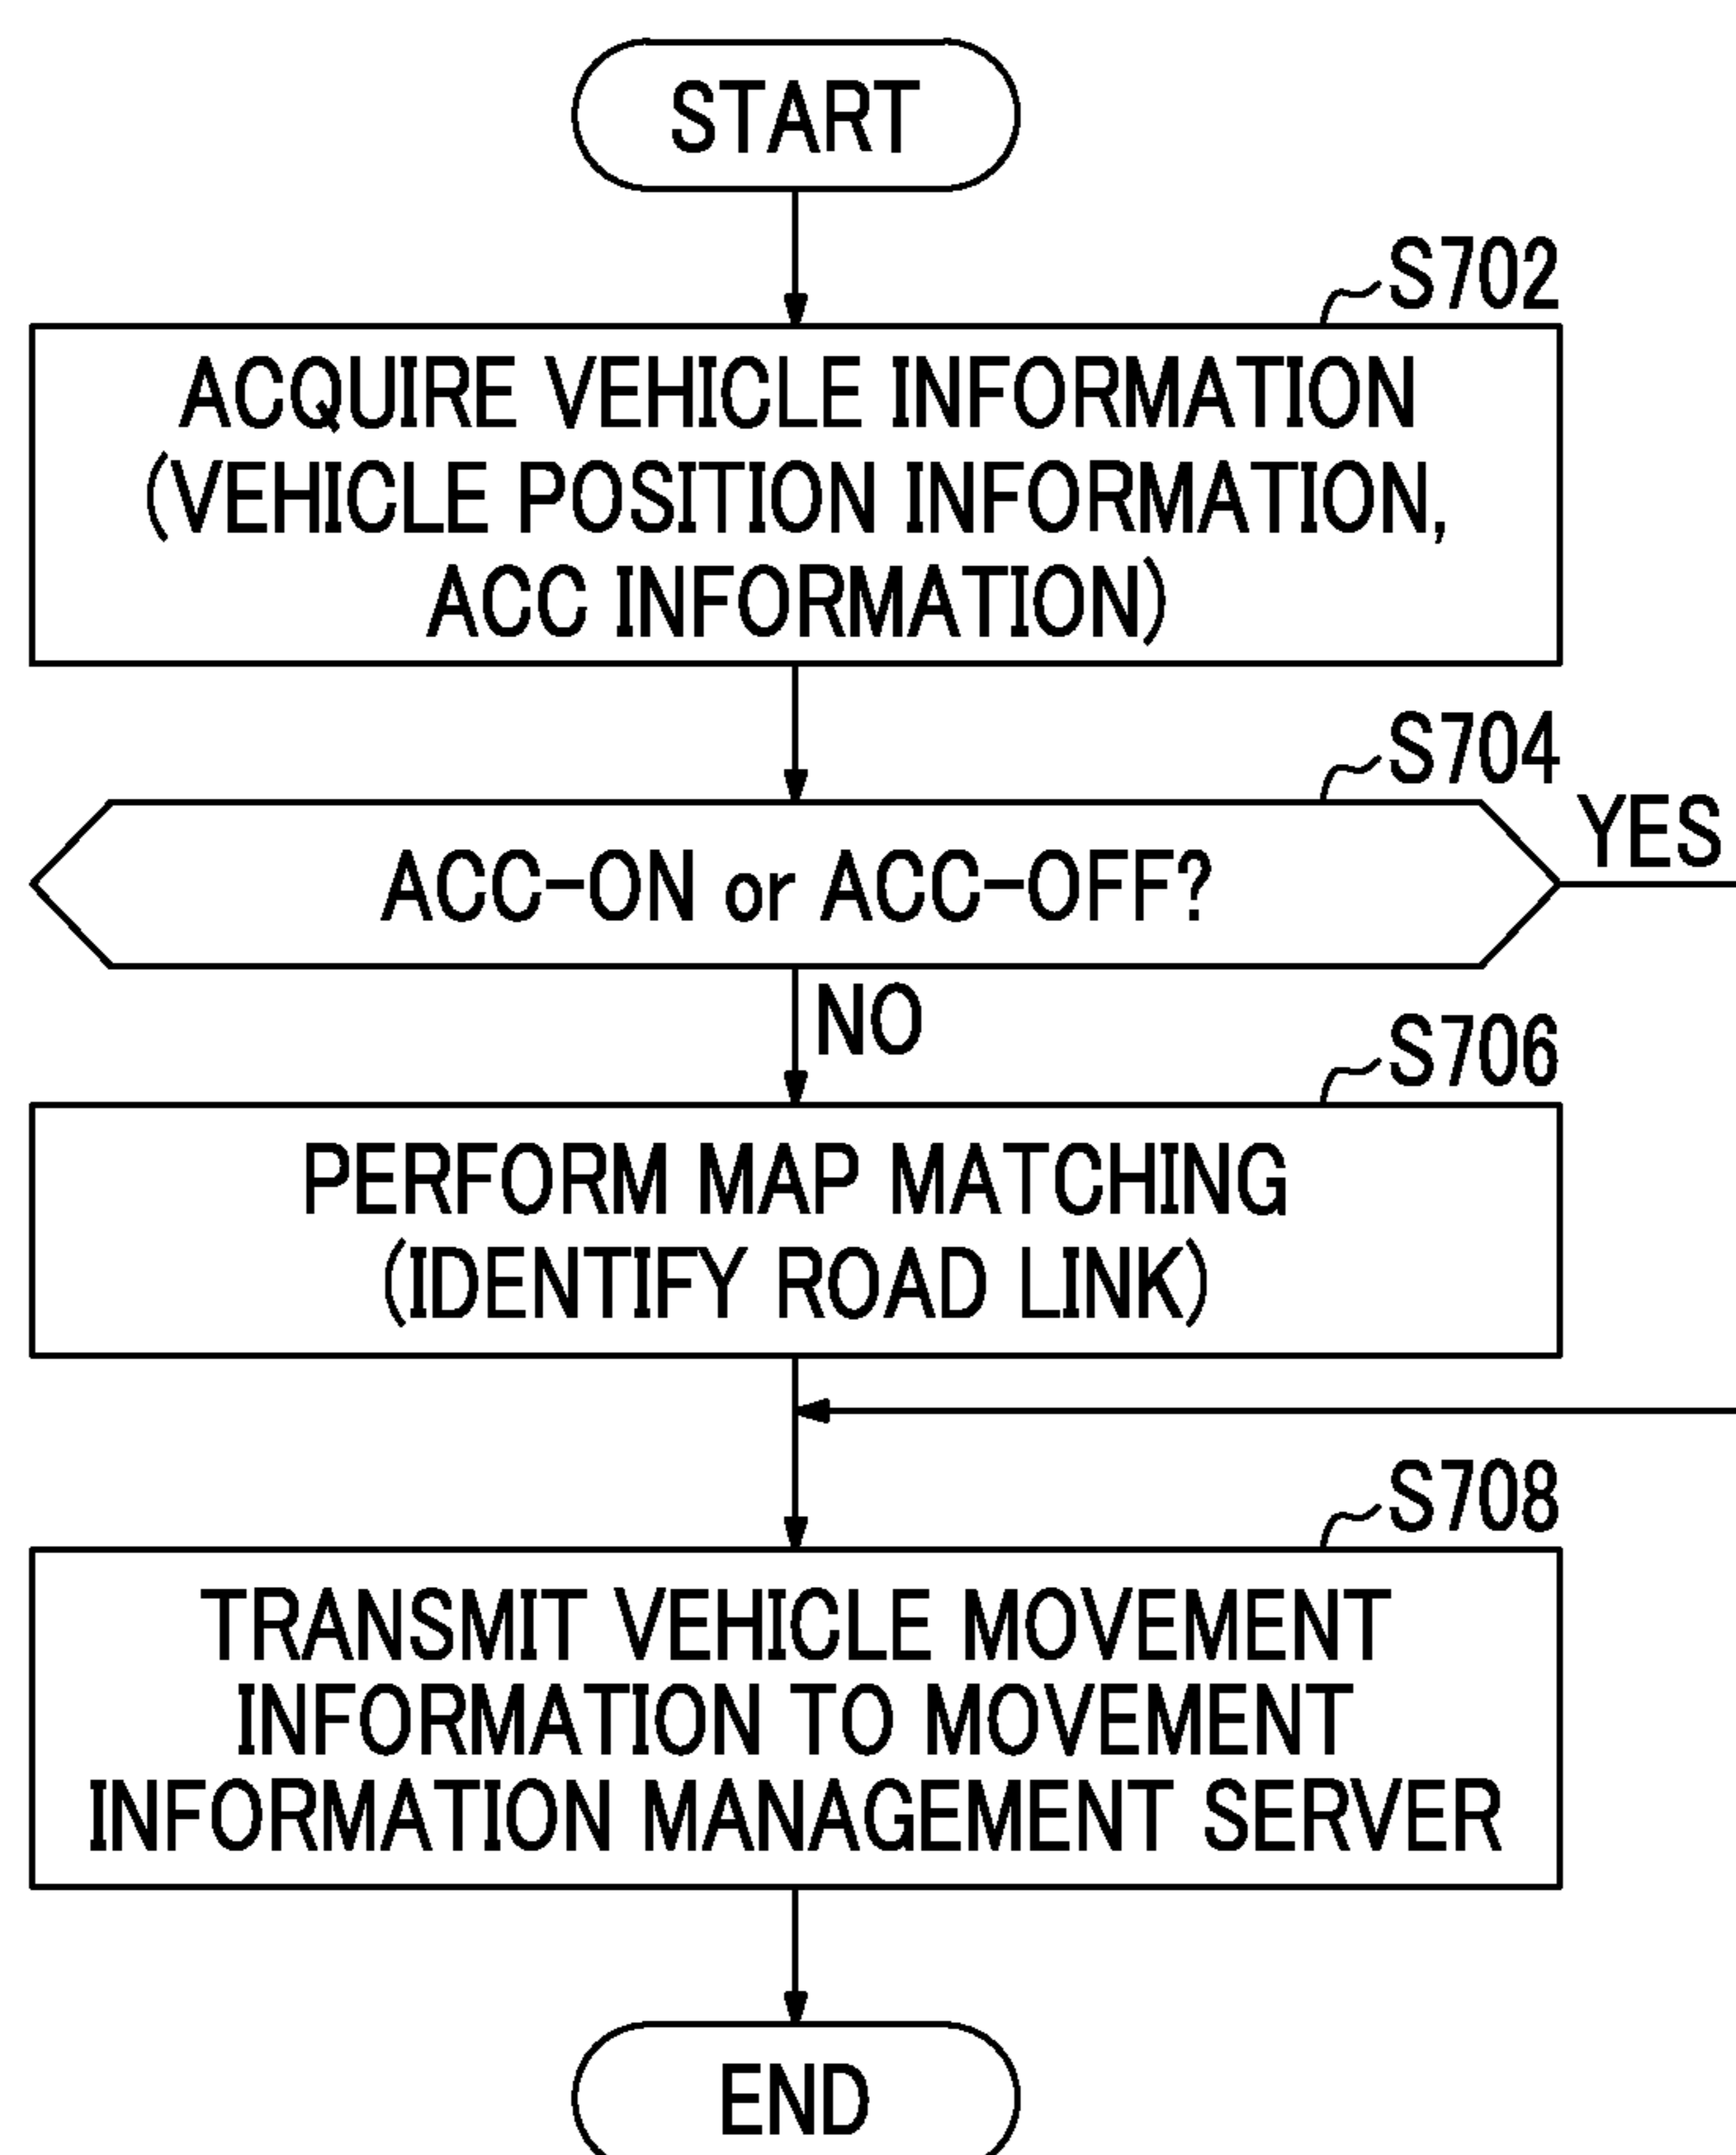 START
S702
ACQUIRE VEHICLE INFORMATION
(VEHICLE POSITION INFORMATION,
ACC INFORMATION)
S704
ACC-ON or ACC-OFF?
YES
NO
S706
PERFORM MAP MATCHING
(IDENTIFY ROAD LINK)
S708
TRANSMIT VEHICLE MOVEMENT
INFORMATION TO MOVEMENT
INFORMATION MANAGEMENT SERVER
END